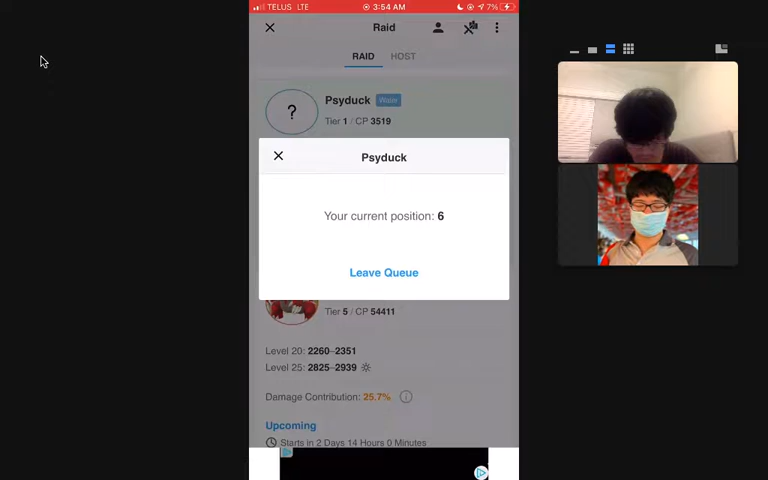 TELUS LTE
3:54 AM
7%
Raid
RAID HOST
?
Psyduck
Tier 1 / CP 3519
Psyduck
Your current position: 6
Leave Queue
Tier 5 / CP 54411
Level 20: 2260–2351
Level 25: 2825–2939
Damage Contribution: 25.7%
Upcoming
Starts in 2 Days 14 Hours 0 Minutes